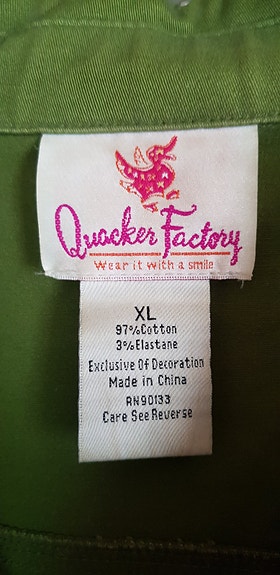 Quacker Factory
Wear it with a smile
XL
97%Cotton
3%Elastane
Exclusive Of Decoration
Made in China
RN90133
Care See Reverse